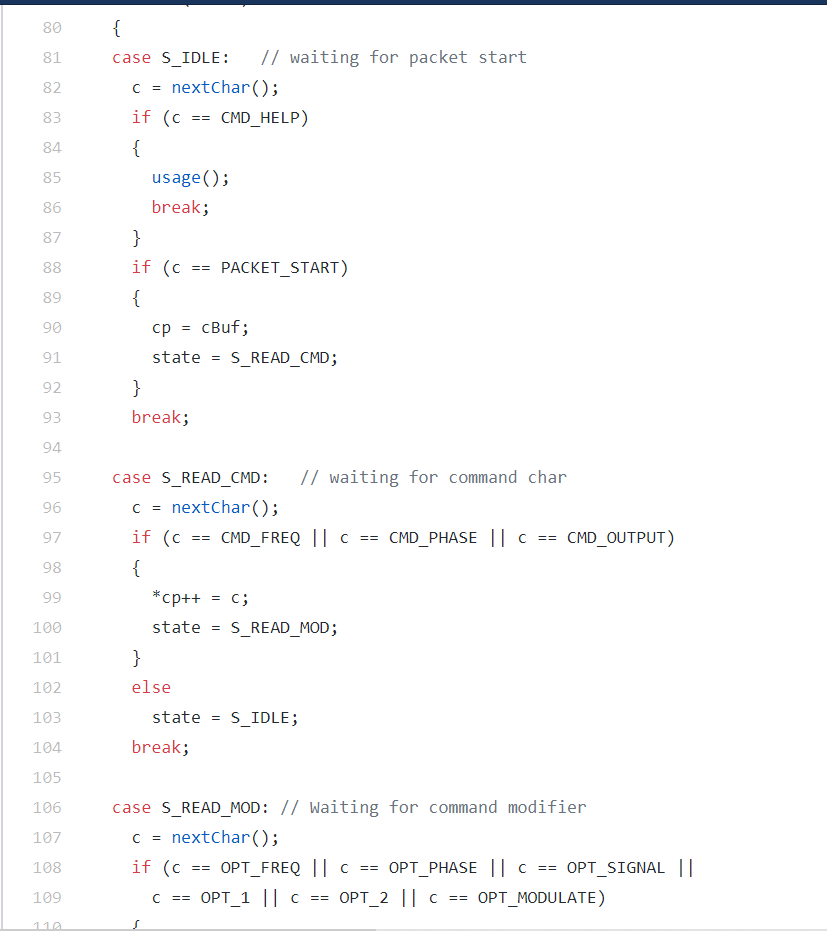 80 {
81 case S_IDLE: // waiting for packet start
82 c = nextChar();
83 if (c == CMD_HELP)
84 {
85 usage();
86 break;
87 }
88 if (c == PACKET_START)
89 {
90 cp = cBuf;
91 state = S_READ_CMD;
92 }
93 break;
94
95 case S_READ_CMD: // waiting for command char
96 c = nextChar();
97 if (c == CMD_FREQ || c == CMD_PHASE || c == CMD_OUTPUT)
98 {
99 *cp++ = c;
100 state = S_READ_MOD;
101 }
102 else
103 state = S_IDLE;
104 break;
105
106 case S_READ_MOD: // Waiting for command modifier
107 c = nextChar();
108 if (c == OPT_FREQ || c == OPT_PHASE || c == OPT_SIGNAL ||
109 c == OPT_1 || c == OPT_2 || c == OPT_MODULATE)
110 {